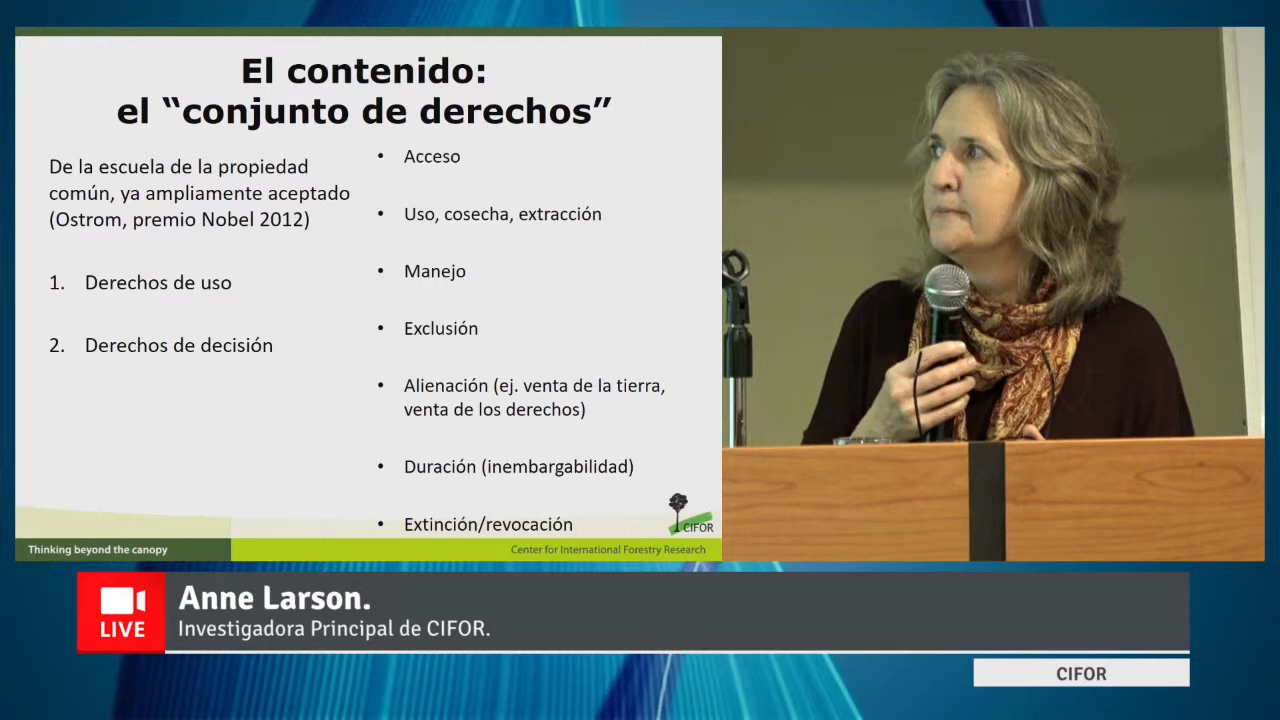 El contenido:
el “conjunto de derechos”
De la escuela de la propiedad
común, ya ampliamente aceptado
(Ostrom, premio Nobel 2012)
1. Derechos de uso
2. Derechos de decisión
• Acceso
• Uso, cosecha, extracción
• Manejo
• Exclusión
• Alienación (ej. venta de la tierra,
venta de los derechos)
• Duración (inembargabilidad)
• Extinción/revocación
CIFOR
Thinking beyond the canopy
Center for International Forestry Research
LIVE
Anne Larson.
Investigadora Principal de CIFOR.
CIFOR